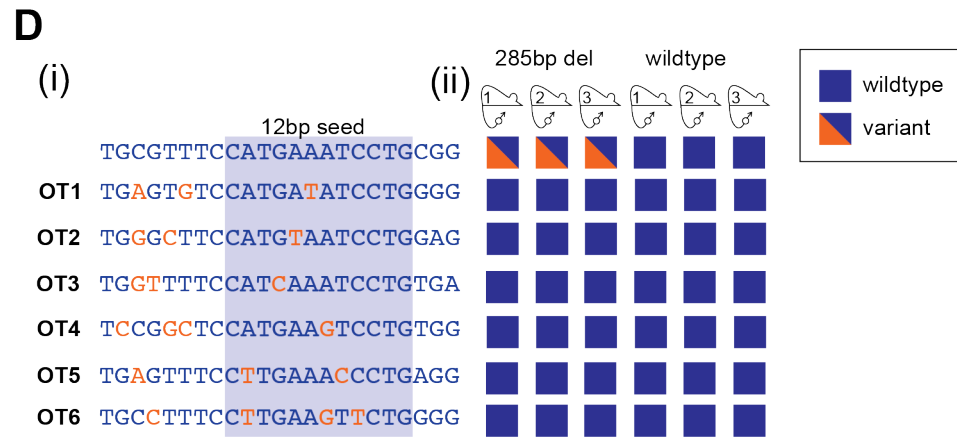 D
(i)
(ii)
285bp del
wildtype
1 2 3 1 2 3
wildtype
variant
12bp seed
TGCGTTTCCATGAAATCCTGCGG
OT1 TGAGTGTCCATGATATCCTGGGG
OT2 TGGGCTTCCATGTAATCCTGGAG
OT3 TGGTTTTCCATCAAATCCTGTGA
OT4 TCCGGCTCCATGAAGTCCTGTGG
OT5 TGAGTTTCCTTGAAACCCTGAGG
OT6 TGCCTTTCCTTGAAGTTCTGGGG